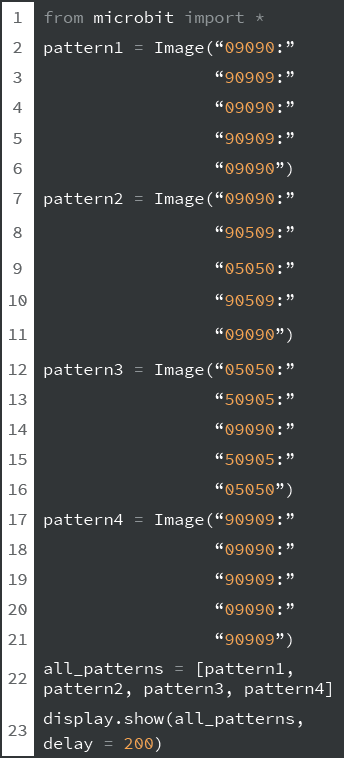 1 from microbit import *
2 pattern1 = Image(“09090:”
3 “90909:”
4 “09090:”
5 “90909:”
6 “09090”)
7 pattern2 = Image(“09090:”
8 “90509:”
9 “05050:”
10 “90509:”
11 “09090”)
12 pattern3 = Image(“05050:”
13 “50905:”
14 “09090:”
15 “50905:”
16 “05050”)
17 pattern4 = Image(“90909:”
18 “09090:”
19 “90909:”
20 “09090:”
21 “90909”)
22 all_patterns = [pattern1,
pattern2, pattern3, pattern4]
23 display.show(all_patterns,
delay = 200)